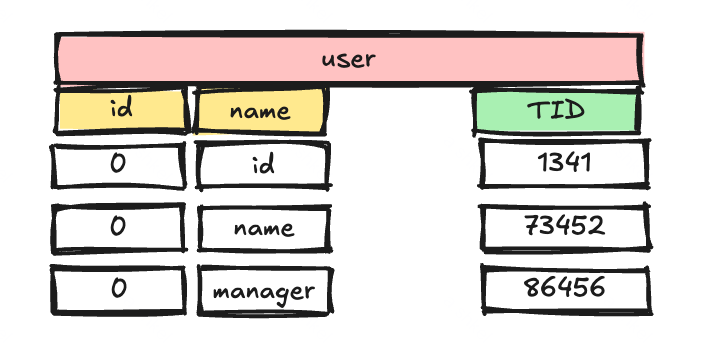 user
id name TID
0 id 1341
0 name 73452
0 manager 86456